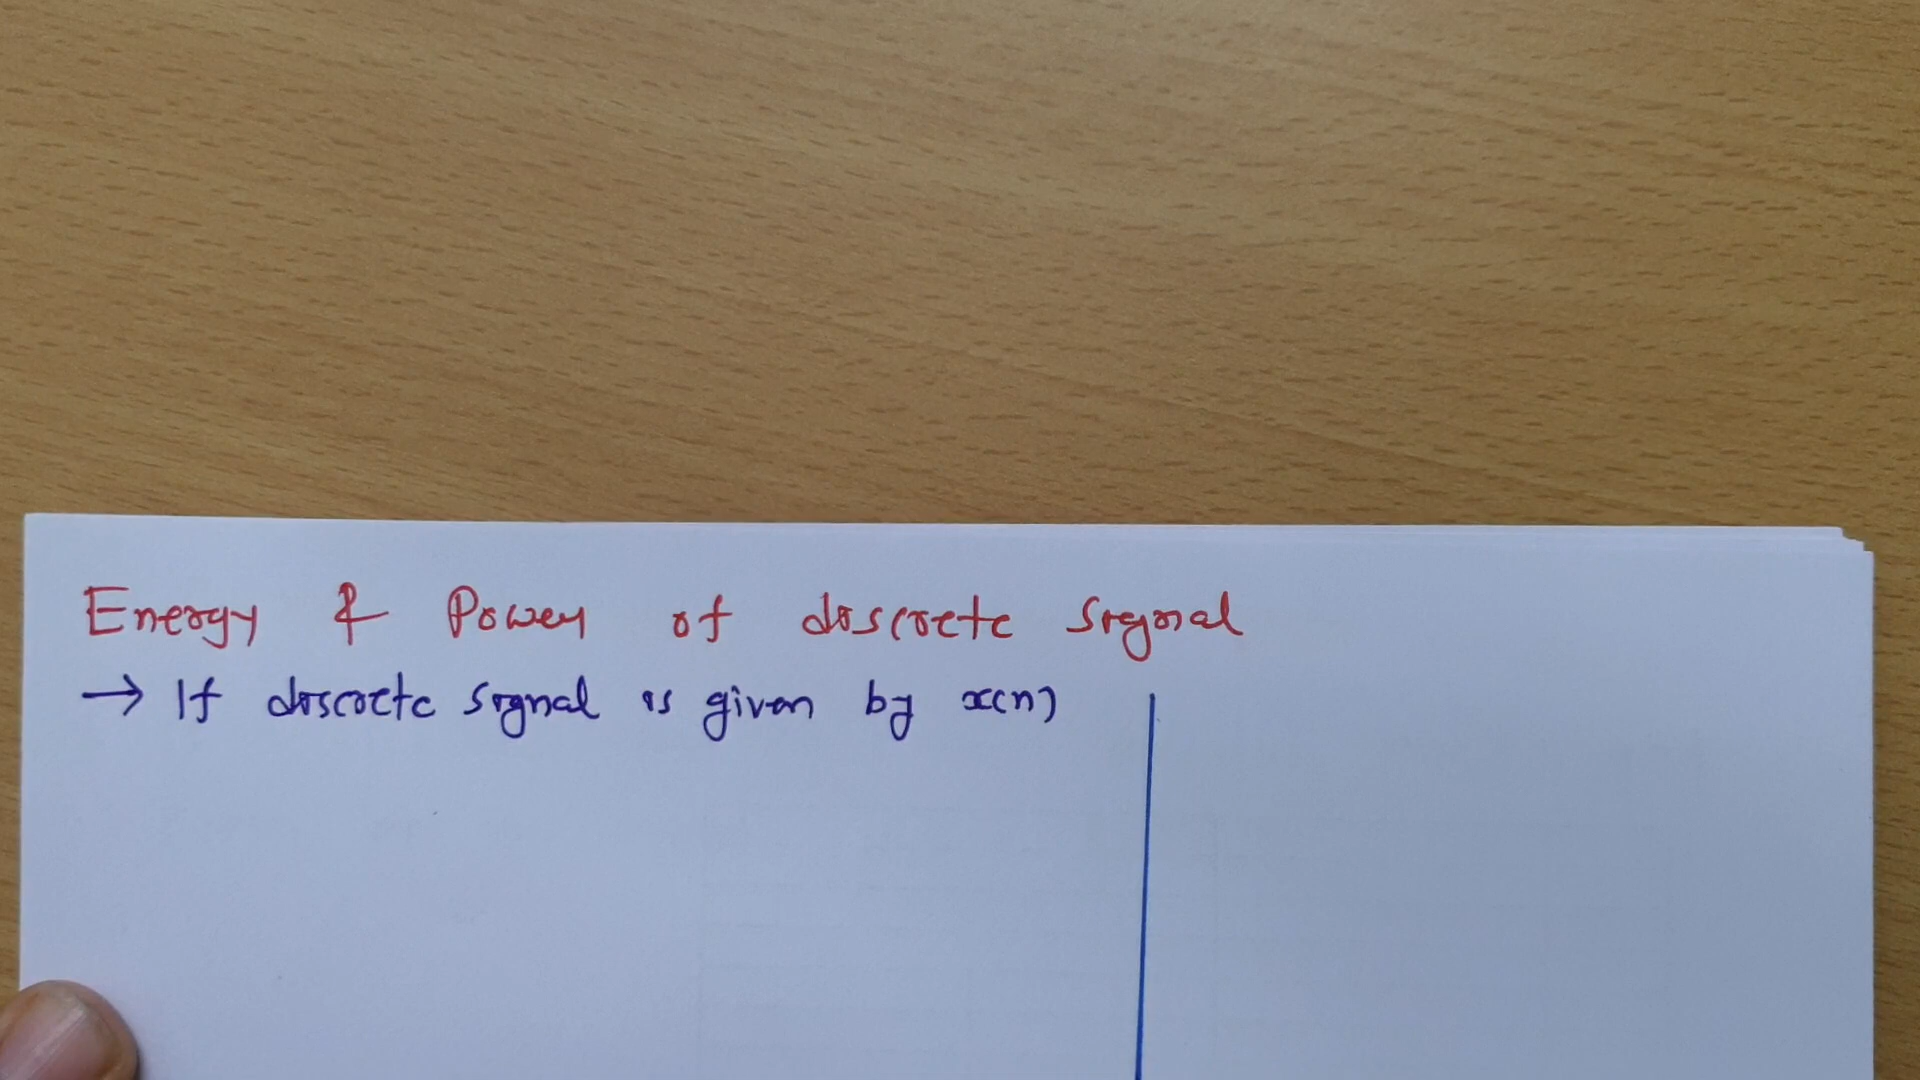 Energy & Power of discrete signal
→ If discrete signal is given by x(n)